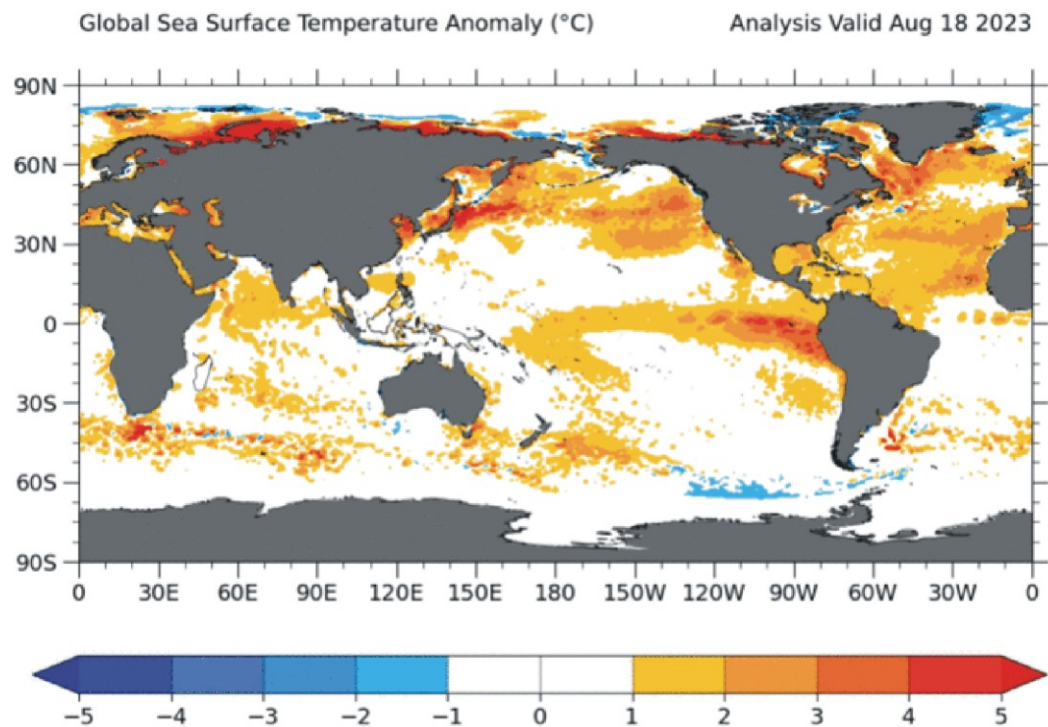 Global Sea Surface Temperature Anomaly (°C) Analysis Valid Aug 18 2023
90N
60N
30N
0
30S
60S
90S
0 30E 60E 90E 120E 150E 180 150W 120W 90W 60W 30W 0
−5 −4 −3 −2 −1 0 1 2 3 4 5